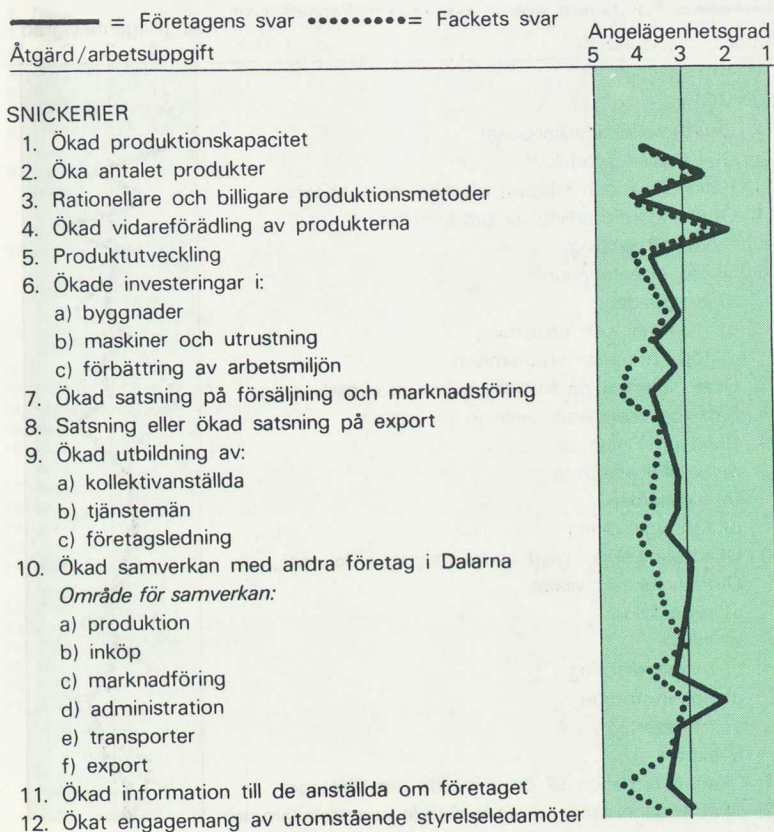 = Företagens svar = Fackets svar
Åtgärd/arbetsuppgift
Angelägenhetsgrad
5 4 3 2 1
SNICKERIER
1. Ökad produktionskapacitet
2. Öka antalet produkter
3. Rationellare och billigare produktionsmetoder
4. Ökad vidareförädling av produkterna
5. Produktutveckling
6. Ökade investeringar i:
a) byggnader
b) maskiner och utrustning
c) förbättring av arbetsmiljön
7. Ökad satsning på försäljning och marknadsföring
8. Satsning eller ökad satsning på export
9. Ökad utbildning av:
a) kollektivanställda
b) tjänstemän
c) företagsledning
10. Ökad samverkan med andra företag i Dalarna
Område för samverkan:
a) produktion
b) inköp
c) marknadföring
d) administration
e) transporter
f) export
11. Ökad information till de anställda om företaget
12. Ökat engagemang av utomstående styrelseledamöter